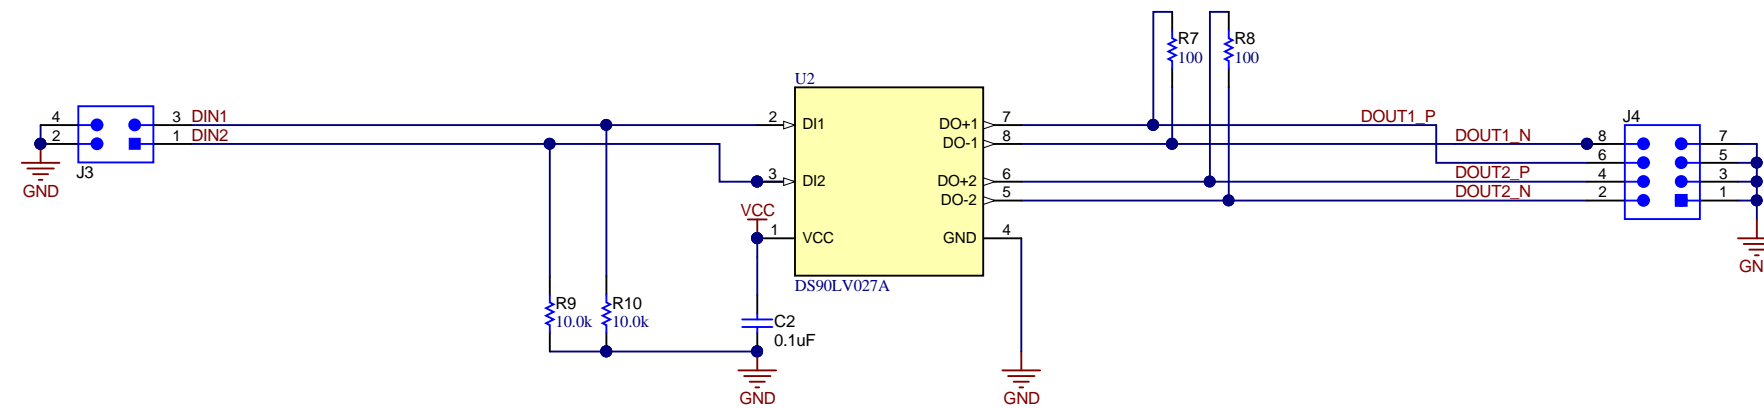 R7
100
R8
100
U2
4
2
J3
GND
3 DIN1
1 DIN2
2
DI1
3
DI2
VCC
1
VCC
DO+1
7
DO-1
8
DO+2
6
DO-2
5
GND
4
DS90LV027A
DOUT1_P
DOUT1_N
DOUT2_P
DOUT2_N
J4
8
6
4
2
7
5
3
1
GN
R9
10.0k
R10
10.0k
C2
0.1uF
GND
GND